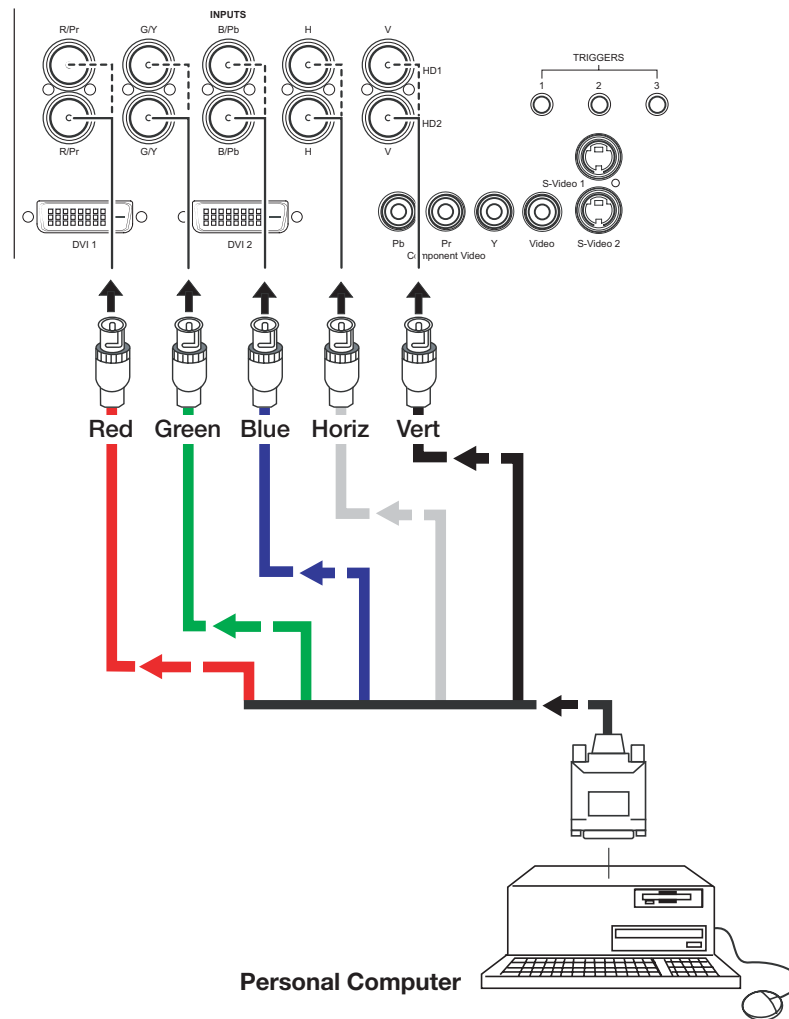 INPUTS
R/Pr G/Y B/Pb H V
HD1
TRIGGERS
1 2 3
HD2
R/Pr G/Y B/Pb H V
S-Video 1
DVI 1 DVI 2
Pb Pr Y Video S-Video 2
Component Video
Red Green Blue Horiz Vert
Personal Computer